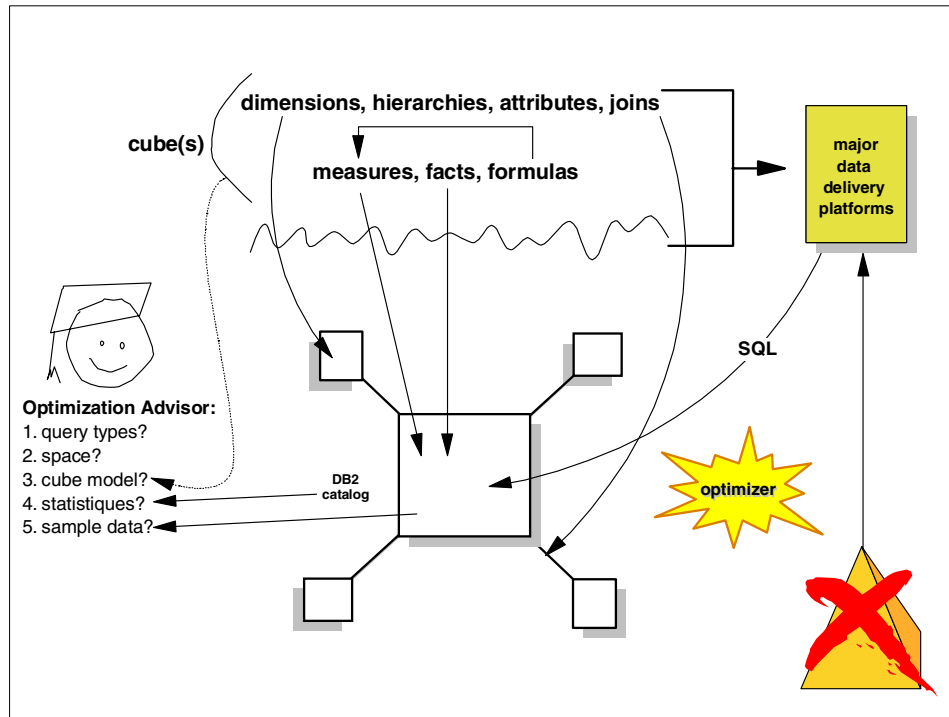 dimensions, hierarchies, attributes, joins
cube(s)
measures, facts, formulas
major
data
delivery
platforms
SQL
Optimization Advisor:
1. query types?
2. space?
3. cube model?
4. statistiques?
5. sample data?
DB2
catalog
optimizer